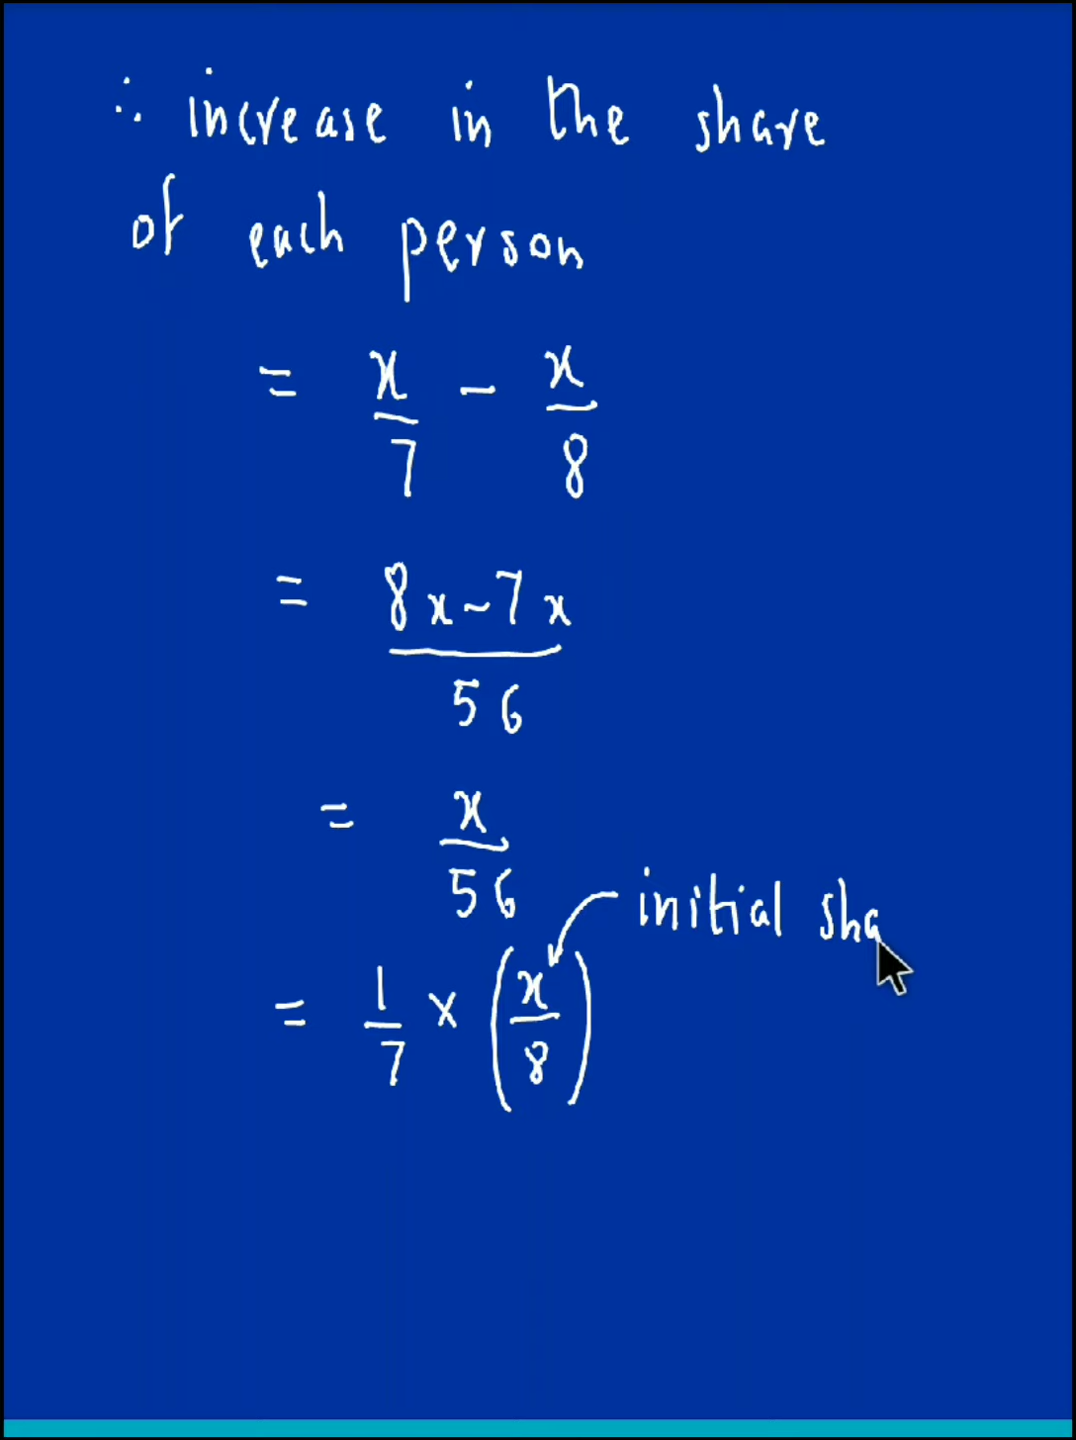 ∴ increase in the share
of each person
= x/7 - x/8
= 8x-7x/56
= x/56
initial sha
= 1/7 × (x/8)